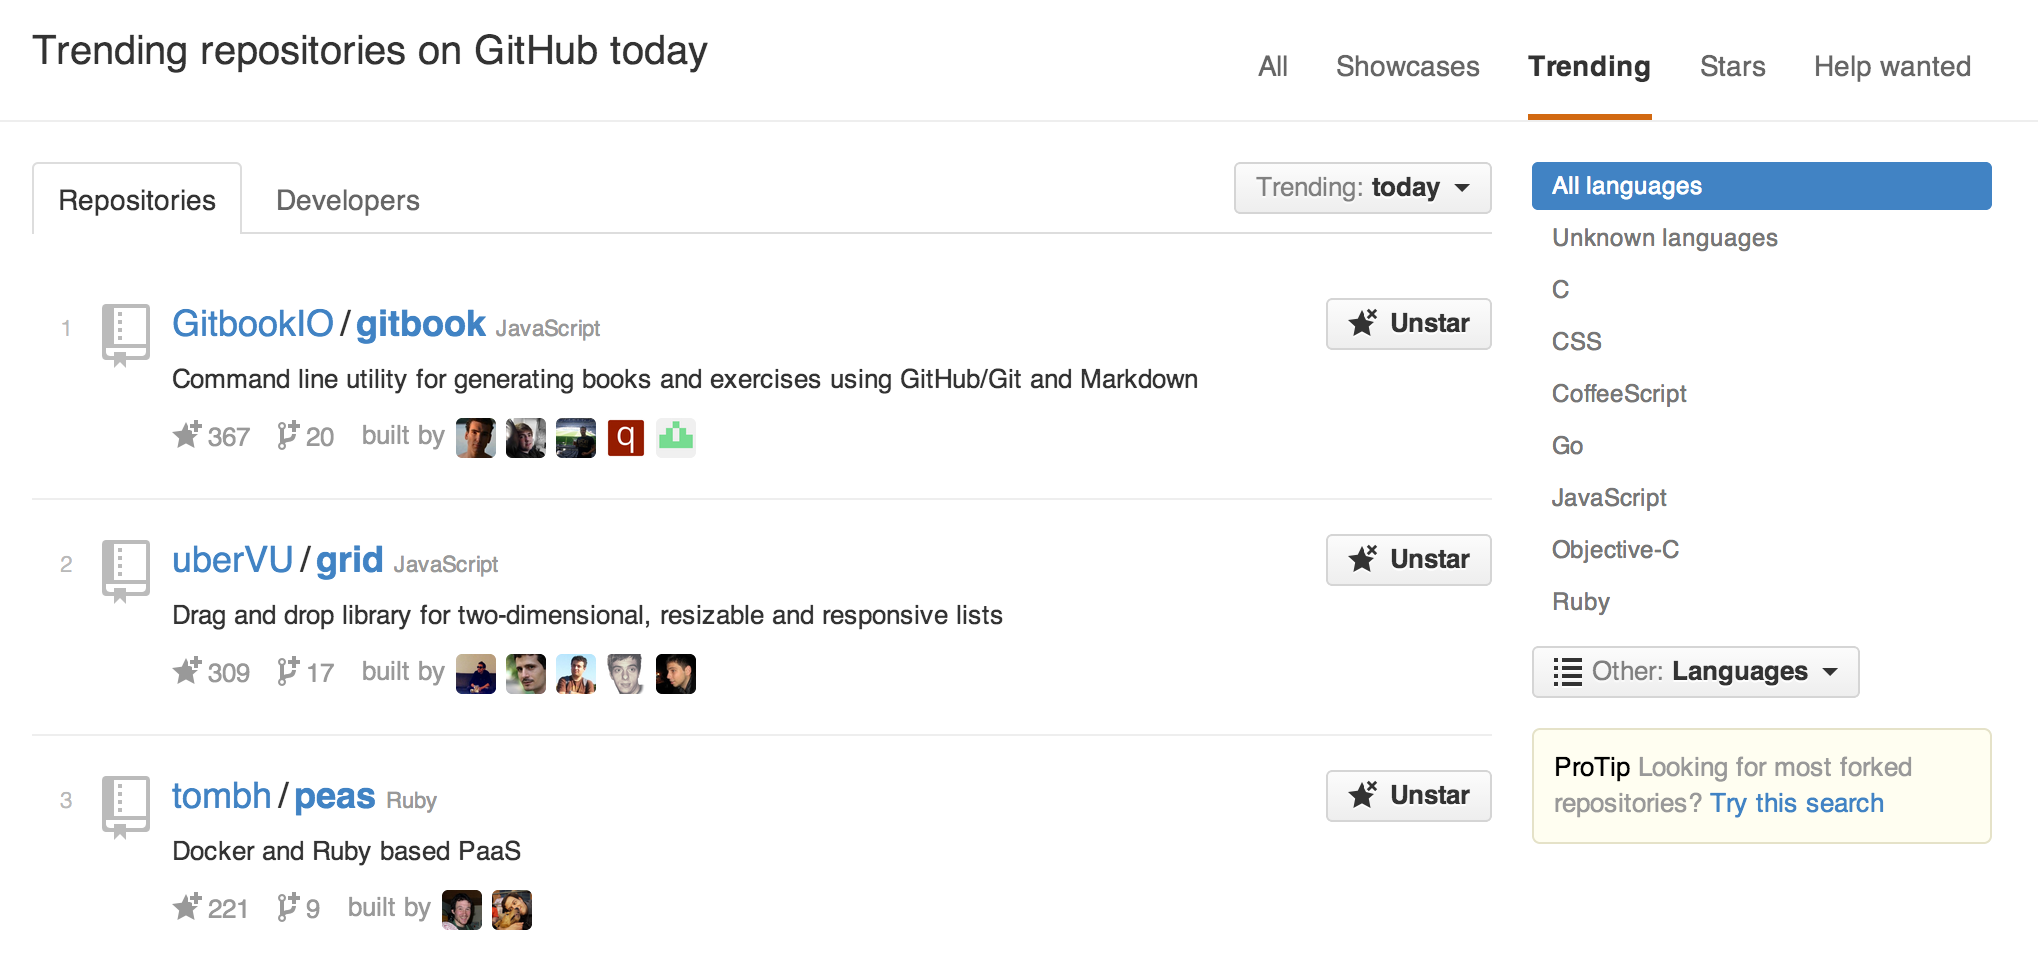 Trending repositories on GitHub today
All Showcases Trending Stars Help wanted
Repositories Developers
Trending: today
1
GitbookIO / gitbook JavaScript
Unstar
Command line utility for generating books and exercises using GitHub/Git and Markdown
367 20 built by
q
2
uberVU / grid JavaScript
Unstar
Drag and drop library for two-dimensional, resizable and responsive lists
309 17 built by
3
tombh / peas Ruby
Unstar
Docker and Ruby based PaaS
221 9 built by
All languages
Unknown languages
C
CSS
CoffeeScript
Go
JavaScript
Objective-C
Ruby
Other: Languages
ProTip Looking for most forked
repositories? Try this search